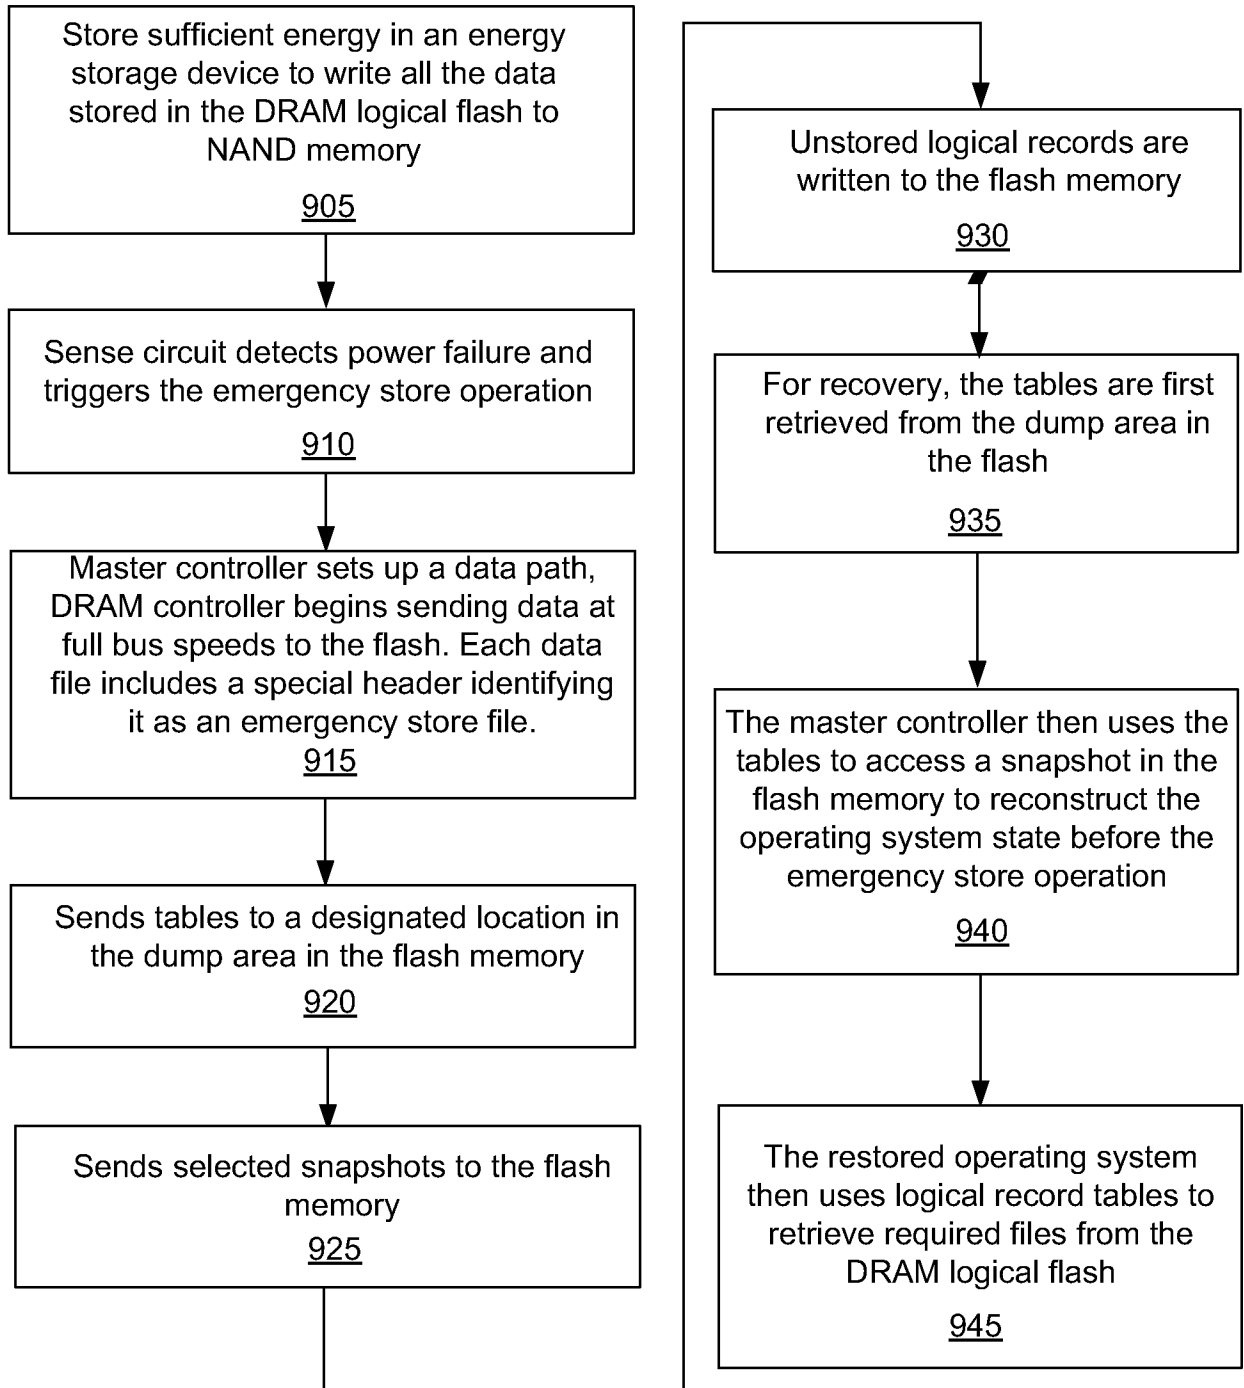 Store sufficient energy in an energy
storage device to write all the data
stored in the DRAM logical flash to
NAND memory
905
Sense circuit detects power failure and
triggers the emergency store operation
910
Master controller sets up a data path,
DRAM controller begins sending data at
full bus speeds to the flash. Each data
file includes a special header identifying
it as an emergency store file.
915
Sends tables to a designated location in
the dump area in the flash memory
920
Sends selected snapshots to the flash
memory
925
Unstored logical records are
written to the flash memory
930
For recovery, the tables are first
retrieved from the dump area in
the flash
935
The master controller then uses the
tables to access a snapshot in the
flash memory to reconstruct the
operating system state before the
emergency store operation
940
The restored operating system
then uses logical record tables to
retrieve required files from the
DRAM logical flash
945